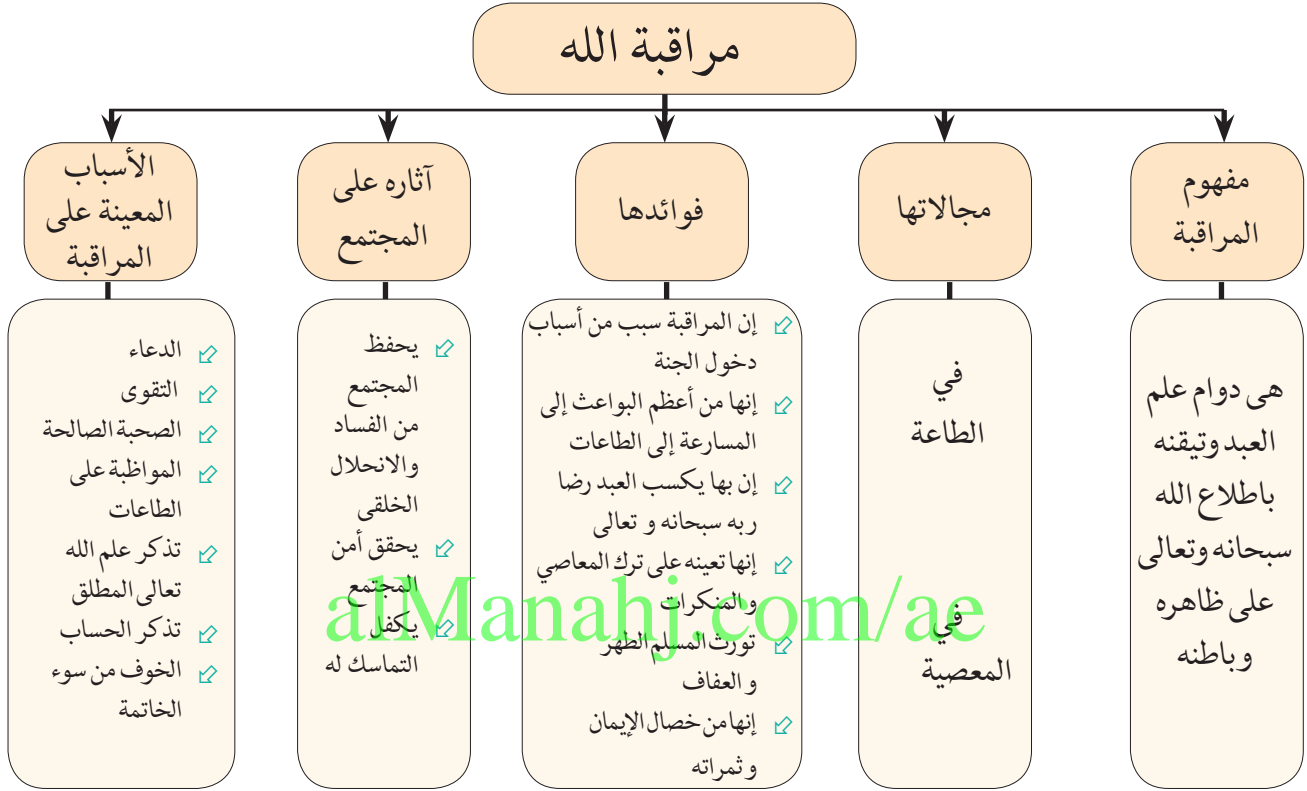 مراقبة الله
مفهوم
المراقبة
هى دوام علم
العبد وتيقنه
باطلاع الله
سبحانه وتعالى
على ظاهره
وباطنه
مجالاتها
في
الطاعة
في
المعصية
فوائدها
إن المراقبة سبب من أسباب
دخول الجنة
إنها من أعظم البواعث إلى
المسارعة إلى الطاعات
إن بها يكسب العبد رضا
ربه سبحانه و تعالى
إنها تعينه على ترك المعاصي
والمنكرات
تورث المسلم الطهر
و العفاف
إنها من خصال الإيمان
و ثمراته
آثاره على
المجتمع
يحفظ
المجتمع
من الفساد
والانحلال
الخلقى
يحقق أمن
المجتمع
يكفل
التماسك له
الأسباب
المعينة على
المراقبة
الدعاء
التقوى
الصحبة الصالحة
المواظبة على
الطاعات
تذكر علم الله
تعالى المطلق
تذكر الحساب
الخوف من سوء
الخاتمة
alManahj.com/ae